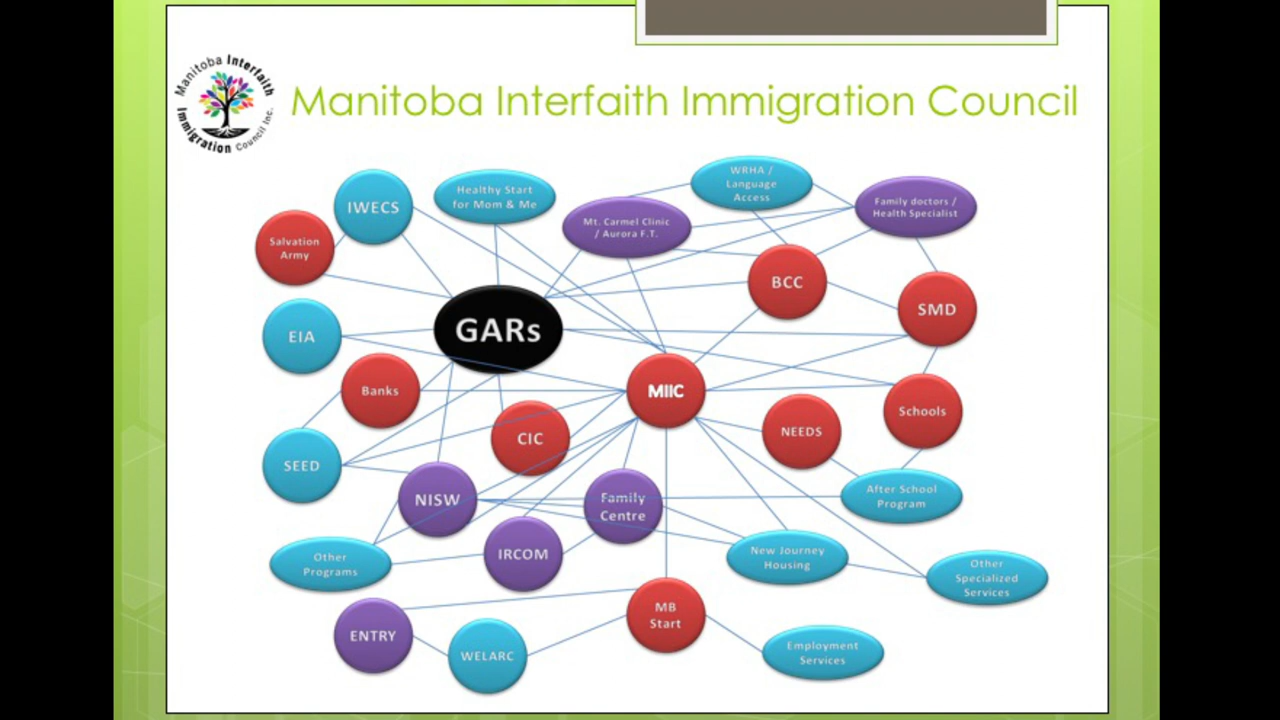 Manitoba Interfaith
Immigration Council Inc.
Manitoba Interfaith Immigration Council
WRHA /
Language
Access
Healthy Start
for Mom & Me
IWECS
Family doctors /
Health Specialist
Mt. Carmel Clinic
/ Aurora F.T.
Salvation
Army
BCC
SMD
GARs
EIA
Banks
MIIC
Schools
NEEDS
CIC
SEED
NISW
Family
Centre
After School
Program
IRCOM
New Journey
Housing
Other
Programs
Other
Specialized
Services
MB
Start
ENTRY
WELARC
Employment
Services